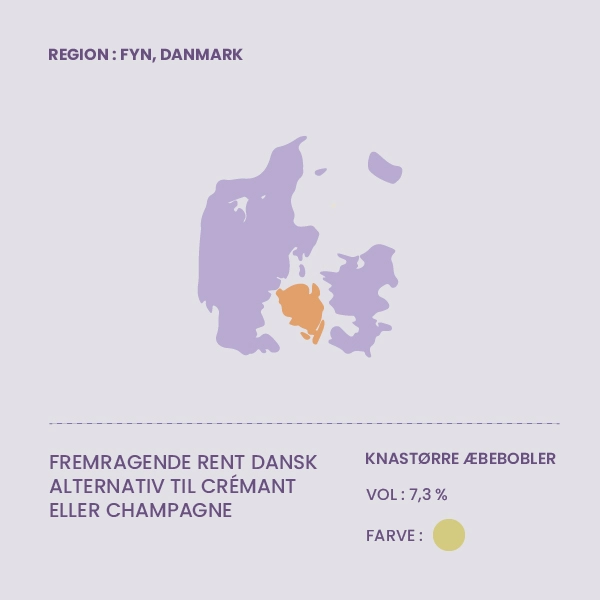 REGION : FYN, DANMARK
FREMRAGENDE RENT DANSK
ALTERNATIV TIL CRÉMANT
ELLER CHAMPAGNE
KNASTØRRE ÆBEBOBLER
VOL : 7,3 %
FARVE :